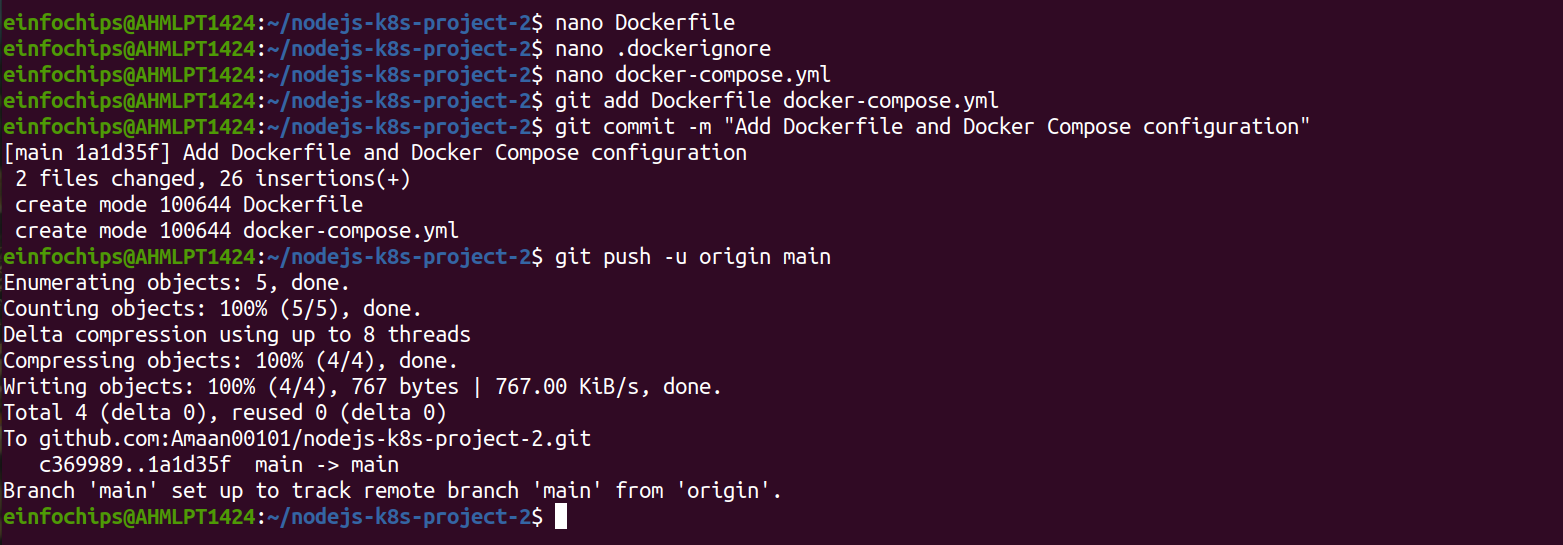 einfochips@AHMLPT1424:~/nodejs-k8s-project-2$ nano Dockerfile
einfochips@AHMLPT1424:~/nodejs-k8s-project-2$ nano .dockerignore
einfochips@AHMLPT1424:~/nodejs-k8s-project-2$ nano docker-compose.yml
einfochips@AHMLPT1424:~/nodejs-k8s-project-2$ git add Dockerfile docker-compose.yml
einfochips@AHMLPT1424:~/nodejs-k8s-project-2$ git commit -m "Add Dockerfile and Docker Compose configuration"
[main 1a1d35f] Add Dockerfile and Docker Compose configuration
 2 files changed, 26 insertions(+)
 create mode 100644 Dockerfile
 create mode 100644 docker-compose.yml
einfochips@AHMLPT1424:~/nodejs-k8s-project-2$ git push -u origin main
Enumerating objects: 5, done.
Counting objects: 100% (5/5), done.
Delta compression using up to 8 threads
Compressing objects: 100% (4/4), done.
Writing objects: 100% (4/4), 767 bytes | 767.00 KiB/s, done.
Total 4 (delta 0), reused 0 (delta 0)
To github.com:Amaan00101/nodejs-k8s-project-2.git
   c369989..1a1d35f  main -> main
Branch 'main' set up to track remote branch 'main' from 'origin'.
einfochips@AHMLPT1424:~/nodejs-k8s-project-2$